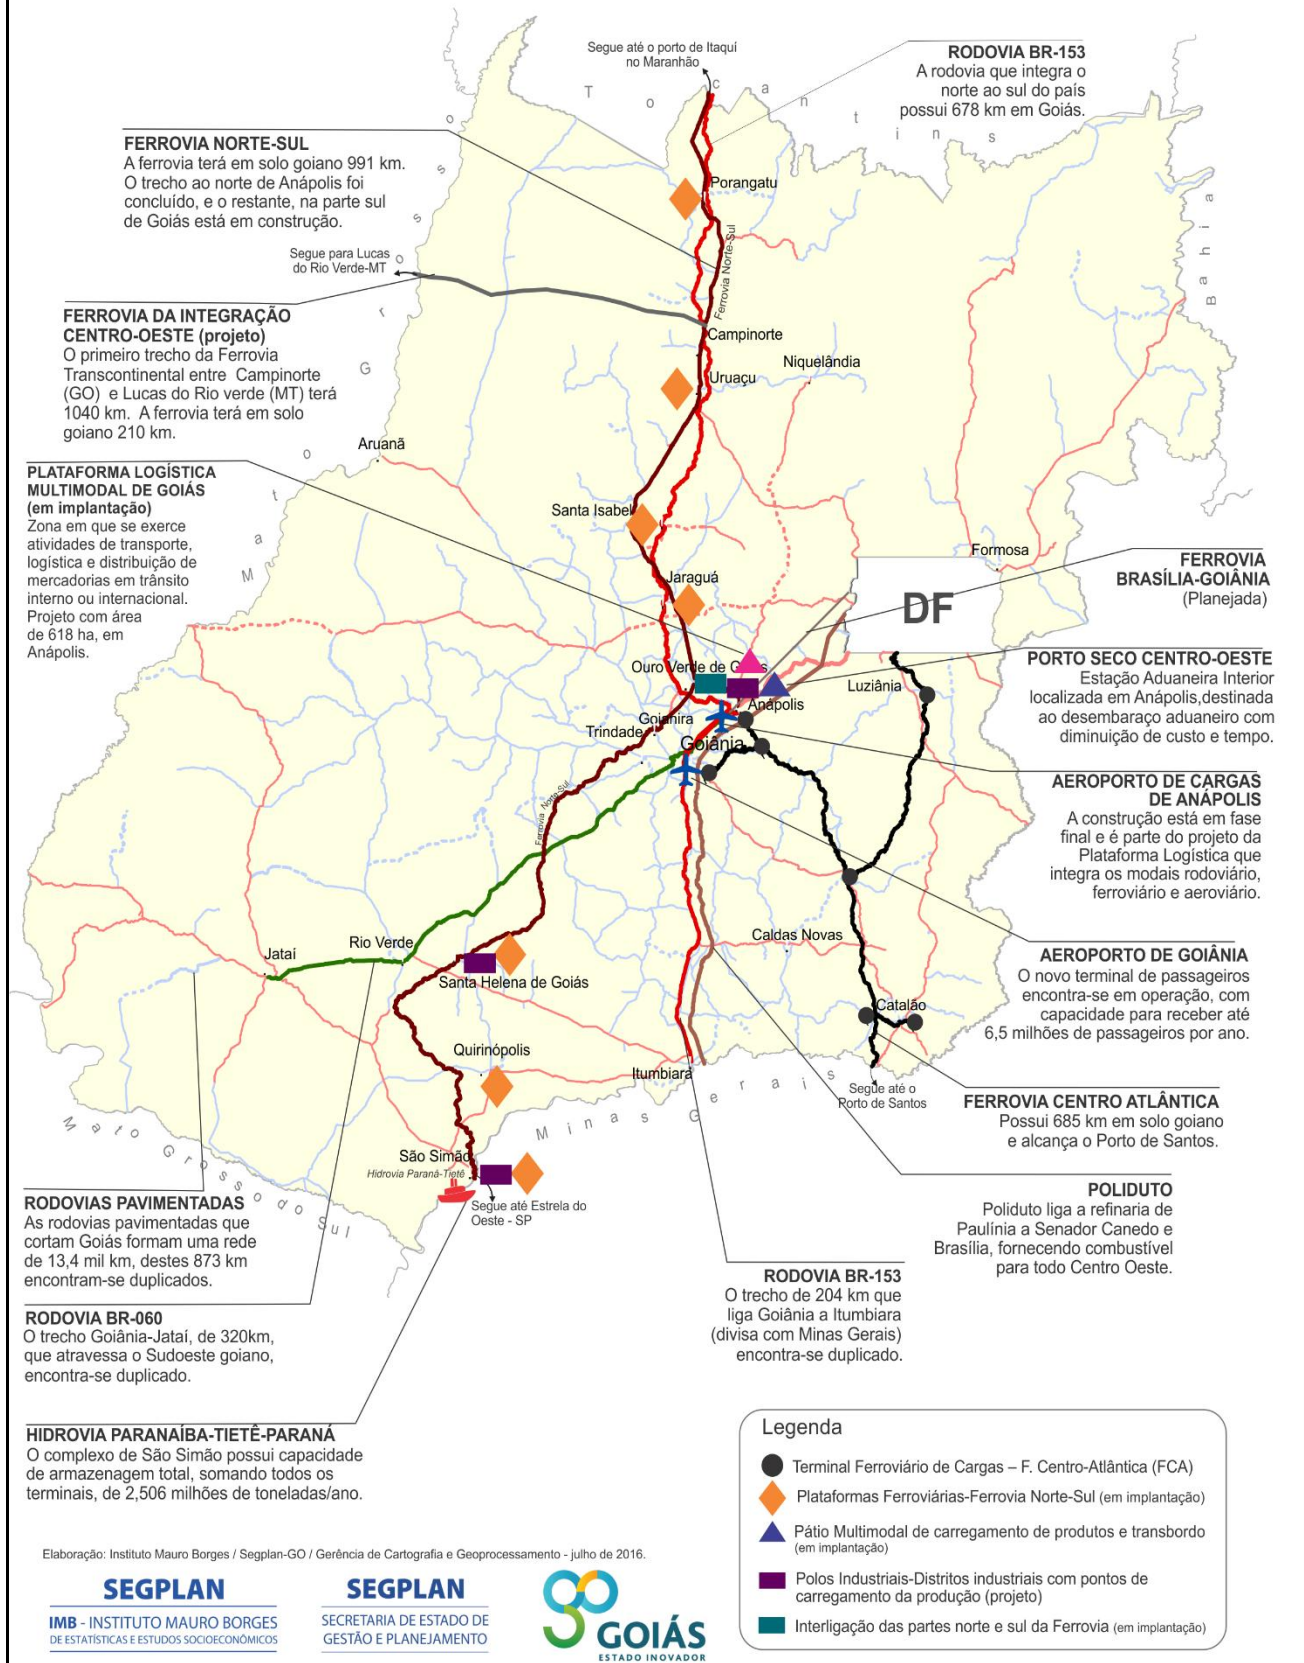 Segue até o porto de Itaquí
no Maranhão
RODOVIA BR-153
A rodovia que integra o
norte ao sul do país
possui 678 km em Goiás.
Tocantins
FERROVIA NORTE-SUL
A ferrovia terá em solo goiano 991 km.
O trecho ao norte de Anápolis foi
concluído, e o restante, na parte sul
de Goiás está em construção.
Porangatu
Bahia
Ferrovia Norte-Sul
Segue para Lucas
do Rio Verde-MT
Mato Grosso
FERROVIA DA INTEGRAÇÃO
CENTRO-OESTE (projeto)
O primeiro trecho da Ferrovia
Transcontinental entre Campinorte
(GO) e Lucas do Rio verde (MT) terá
1040 km. A ferrovia terá em solo
goiano 210 km.
Campinorte
Niquelândia
Uruaçu
Aruanã
PLATAFORMA LOGÍSTICA
MULTIMODAL DE GOIÁS
(em implantação)
Zona em que se exerce
atividades de transporte,
logística e distribuição de
mercadorias em trânsito
interno ou internacional.
Projeto com área
de 618 ha, em
Anápolis.
Santa Isabel
Formosa
Jaraguá
DF
FERROVIA
BRASÍLIA-GOIÂNIA
(Planejada)
Ouro Verde de Goiás
Luziânia
PORTO SECO CENTRO-OESTE
Estação Aduaneira Interior
localizada em Anápolis,destinada
ao desembaraço aduaneiro com
diminuição de custo e tempo.
Anápolis
Goianira
Trindade
Goiânia
AEROPORTO DE CARGAS
DE ANÁPOLIS
A construção está em fase
final e é parte do projeto da
Plataforma Logística que
integra os modais rodoviário,
ferroviário e aeroviário.
Ferrovia Norte-Sul
Caldas Novas
Rio Verde
Jataí
Santa Helena de Goiás
AEROPORTO DE GOIÂNIA
O novo terminal de passageiros
encontra-se em operação, com
capacidade para receber até
6,5 milhões de passageiros por ano.
Catalão
Quirinópolis
Itumbiara
Minas Gerais
Segue até o
Porto de Santos
FERROVIA CENTRO ATLÂNTICA
Possui 685 km em solo goiano
e alcança o Porto de Santos.
Mato Grosso do Sul
São Simão
Hidrovia Paraná-Tietê
Segue até Estrela do
Oeste - SP
POLIDUTO
Poliduto liga a refinaria de
Paulínia a Senador Canedo e
Brasília, fornecendo combustível
para todo Centro Oeste.
RODOVIAS PAVIMENTADAS
As rodovias pavimentadas que
cortam Goiás formam uma rede
de 13,4 mil km, destes 873 km
encontram-se duplicados.
RODOVIA BR-153
O trecho de 204 km que
liga Goiânia a Itumbiara
(divisa com Minas Gerais)
encontra-se duplicado.
RODOVIA BR-060
O trecho Goiânia-Jataí, de 320km,
que atravessa o Sudoeste goiano,
encontra-se duplicado.
HIDROVIA PARANAÍBA-TIETÊ-PARANÁ
O complexo de São Simão possui capacidade
de armazenagem total, somando todos os
terminais, de 2,506 milhões de toneladas/ano.
Legenda
Terminal Ferroviário de Cargas – F. Centro-Atlântica (FCA)
Plataformas Ferroviárias-Ferrovia Norte-Sul (em implantação)
Pátio Multimodal de carregamento de produtos e transbordo
(em implantação)
Polos Industriais-Distritos industriais com pontos de
carregamento da produção (projeto)
Interligação das partes norte e sul da Ferrovia (em implantação)
Elaboração: Instituto Mauro Borges / Segplan-GO / Gerência de Cartografia e Geoprocessamento - julho de 2016.
SEGPLAN
IMB - INSTITUTO MAURO BORGES
DE ESTATÍSTICAS E ESTUDOS SOCIOECONÔMICOS
SEGPLAN
SECRETARIA DE ESTADO DE
GESTÃO E PLANEJAMENTO
GOIÁS
ESTADO INOVADOR